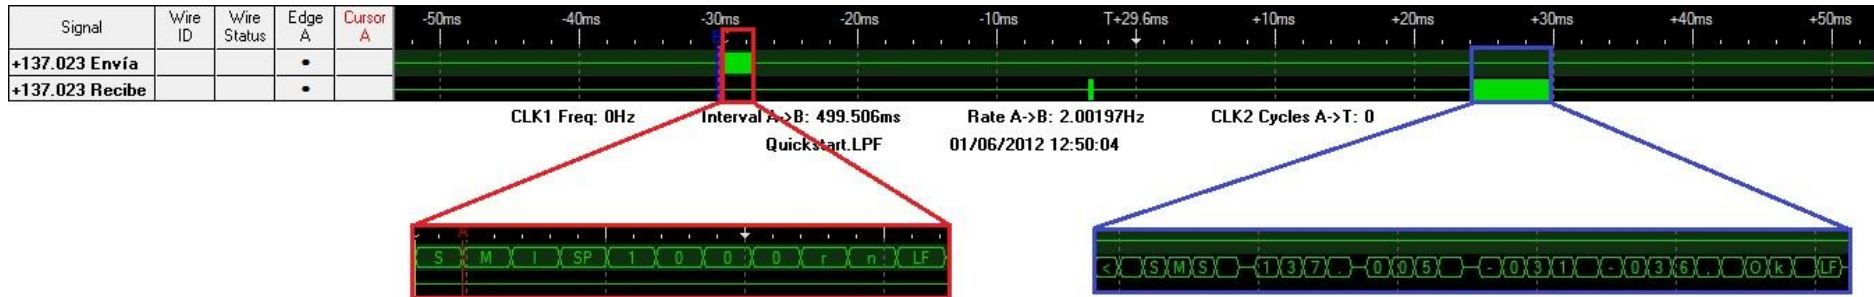 Signal Wire ID Wire Status Edge A Cursor A -50ms -40ms -30ms -20ms -10ms T+29.6ms +10ms +20ms +30ms +40ms +50ms
+137.023 Envía
+137.023 Recibe
CLK1 Freq: 0Hz Interval A->B: 499.506ms Rate A->B: 2.00197Hz CLK2 Cycles A->T: 0
Quickstart.LPF 01/06/2012 12:50:04
A
S M I SP 1 0 0 0 r n LF
< S M S 1 3 7 . 0 0 5 - 0 3 1 - 0 3 6 . O k LF